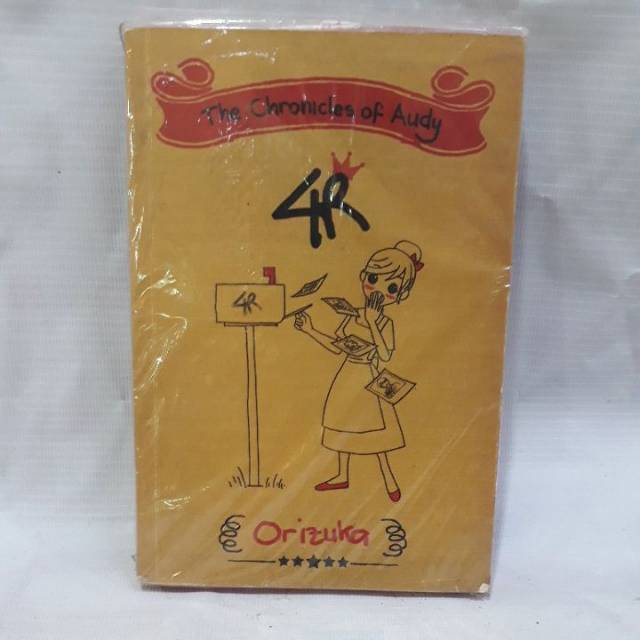 The Chronicles of Audy
4R
4R
Orizuka